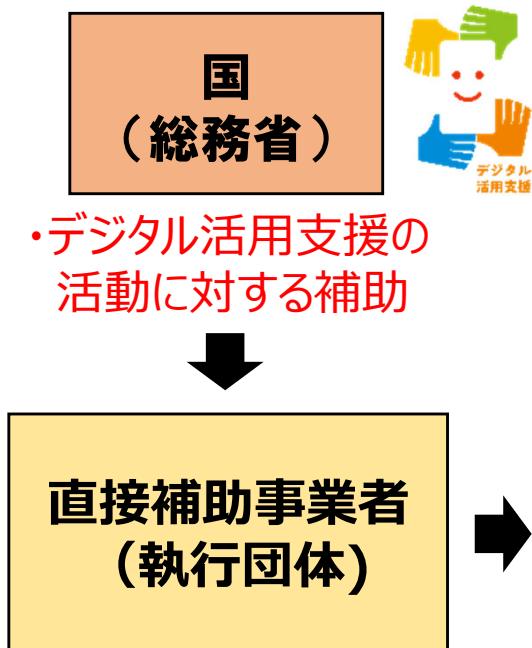 国
（総務省）
デジタル
活用支援
・デジタル活用支援の
活動に対する補助
直接補助事業者
（執行団体)